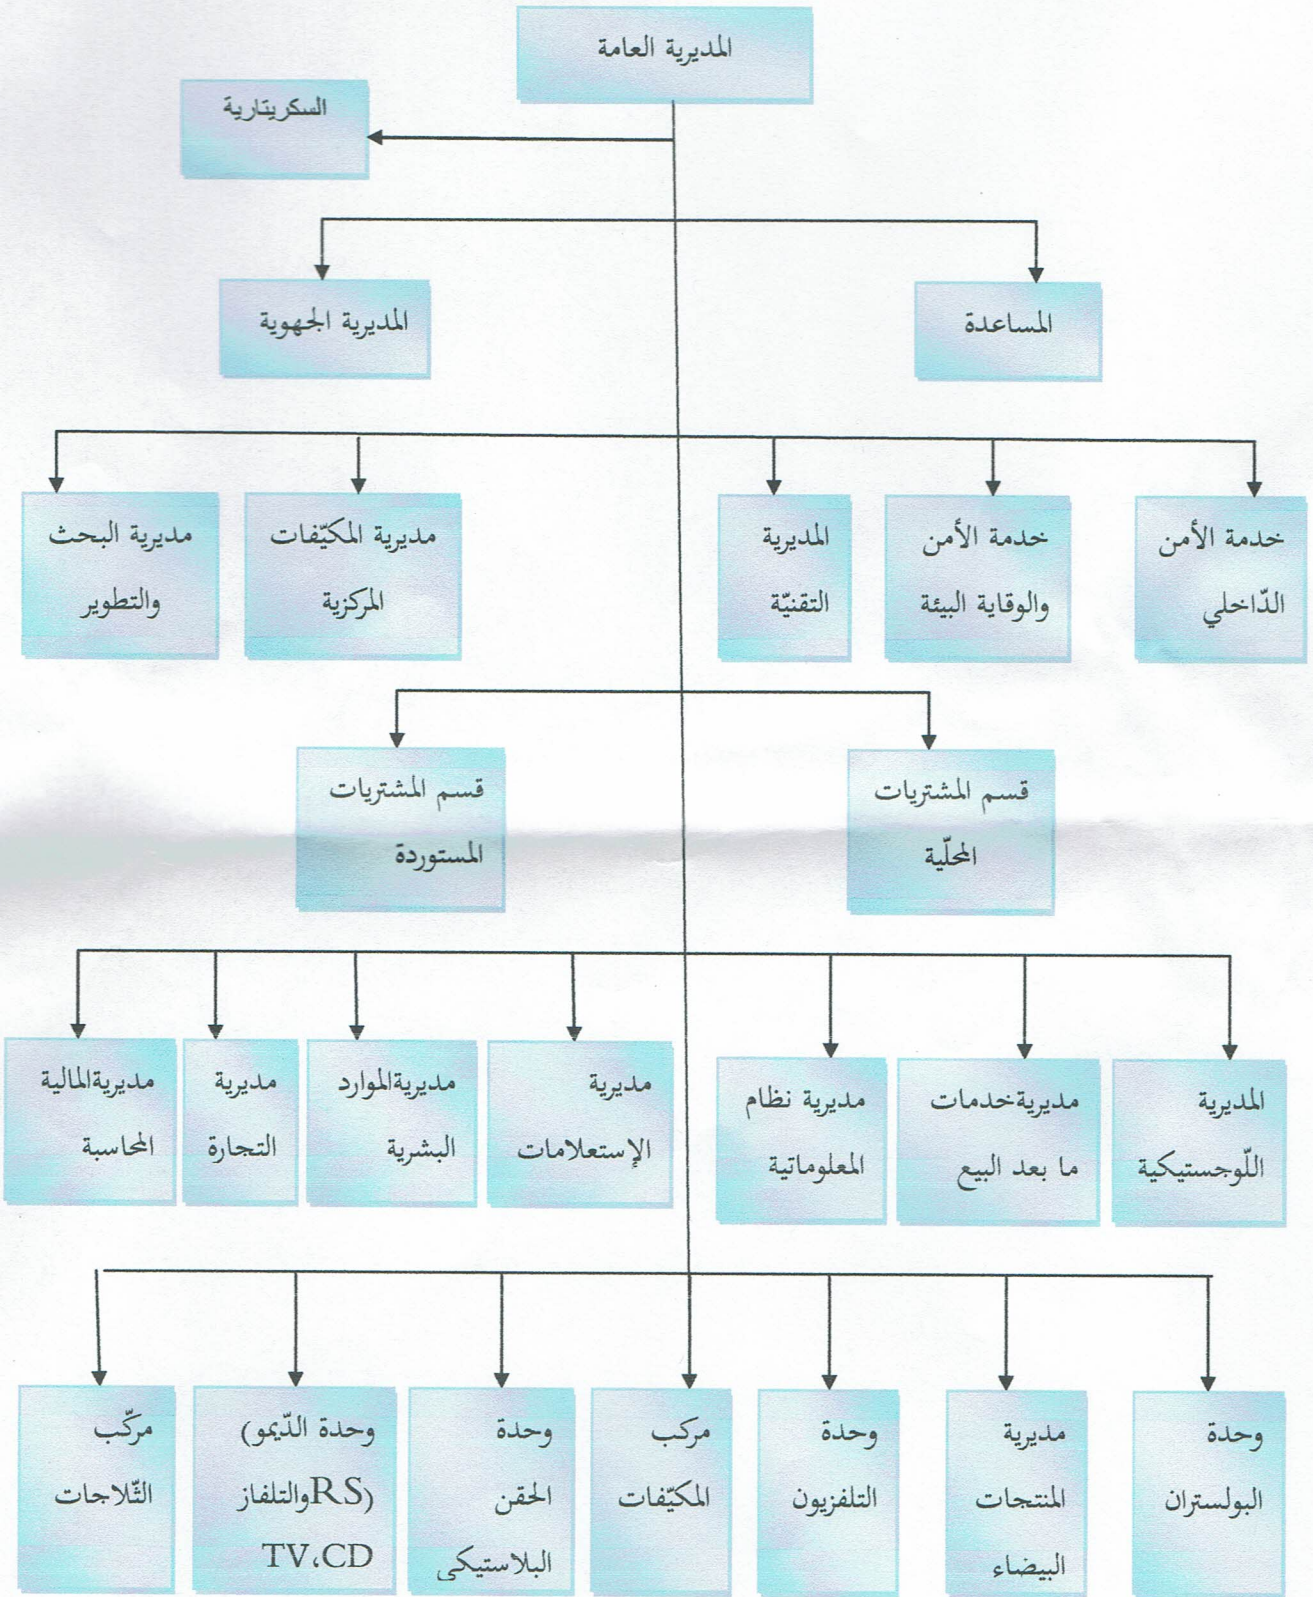 المديرية العامة
السكريتارية
المساعدة
المديرية الجهوية
خدمة الأمن
الدّاخلي
خدمة الأمن
والوقاية البيئة
المديرية
التقنيّة
مديرية المكيّفات
المركزية
مديرية البحث
والتطوير
قسم المشتريات
المحلّية
قسم المشتريات
المستوردة
المديرية
اللّوجستيكية
مديريةخدمات
ما بعد البيع
مديرية نظام
المعلوماتية
مديرية
الإستعلامات
مديريةالموارد
البشرية
مديرية
التجارة
مديريةالمالية
المحاسبة
وحدة
البولستران
مديرية
المنتجات
البيضاء
وحدة
التلفزيون
مركب
المكيّفات
وحدة
الحقن
البلاستيكي
وحدة الدّيمو)
(RSوالتلفاز
TV،CD
مركّب
الثّلاجات